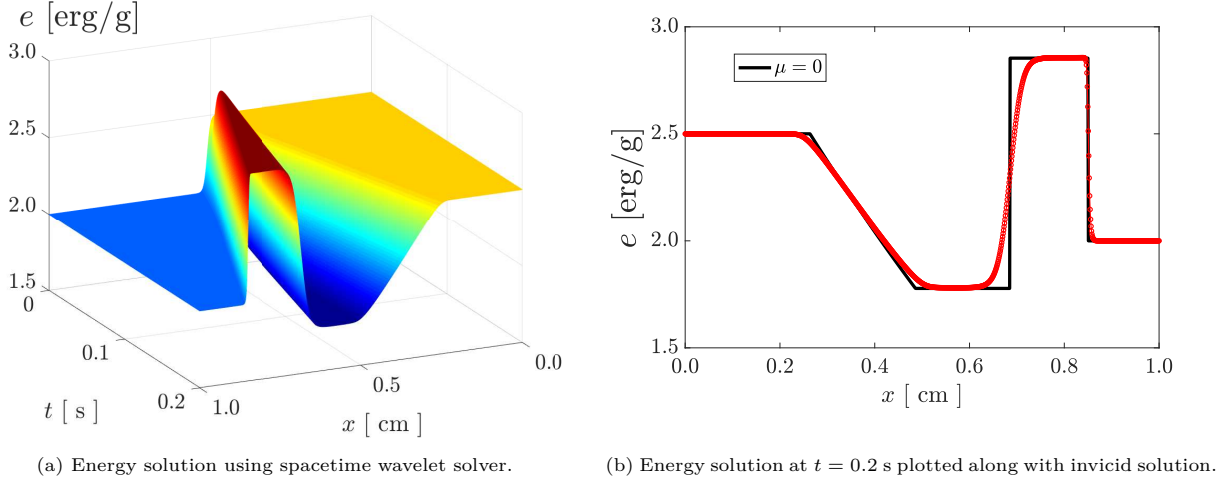 e [erg/g]
3.0
2.5
2.0
1.5
0
0.1
0.2
t [ s ]
1.0
0.5
0.0
x [ cm ]
(a) Energy solution using spacetime wavelet solver.
3.0
2.5
2.0
1.5
e [erg/g]
μ = 0
0.0
0.2
0.4
0.6
0.8
1.0
x [ cm ]
(b) Energy solution at t = 0.2 s plotted along with invicid solution.